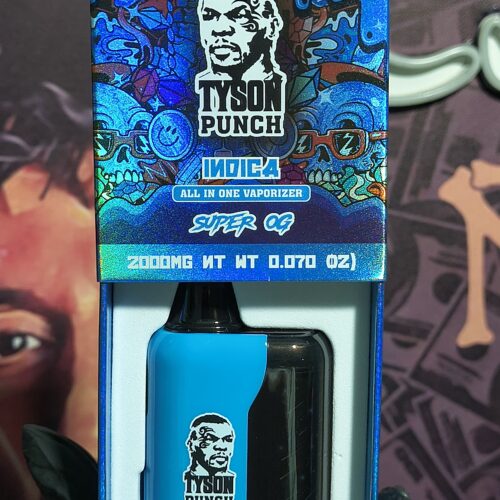 TYSON
PUNCH
INDICA
ALL IN ONE VAPORIZER
SUPER OG
2000MG NT WT 0.070 OZ)
TYSON
PUNCH